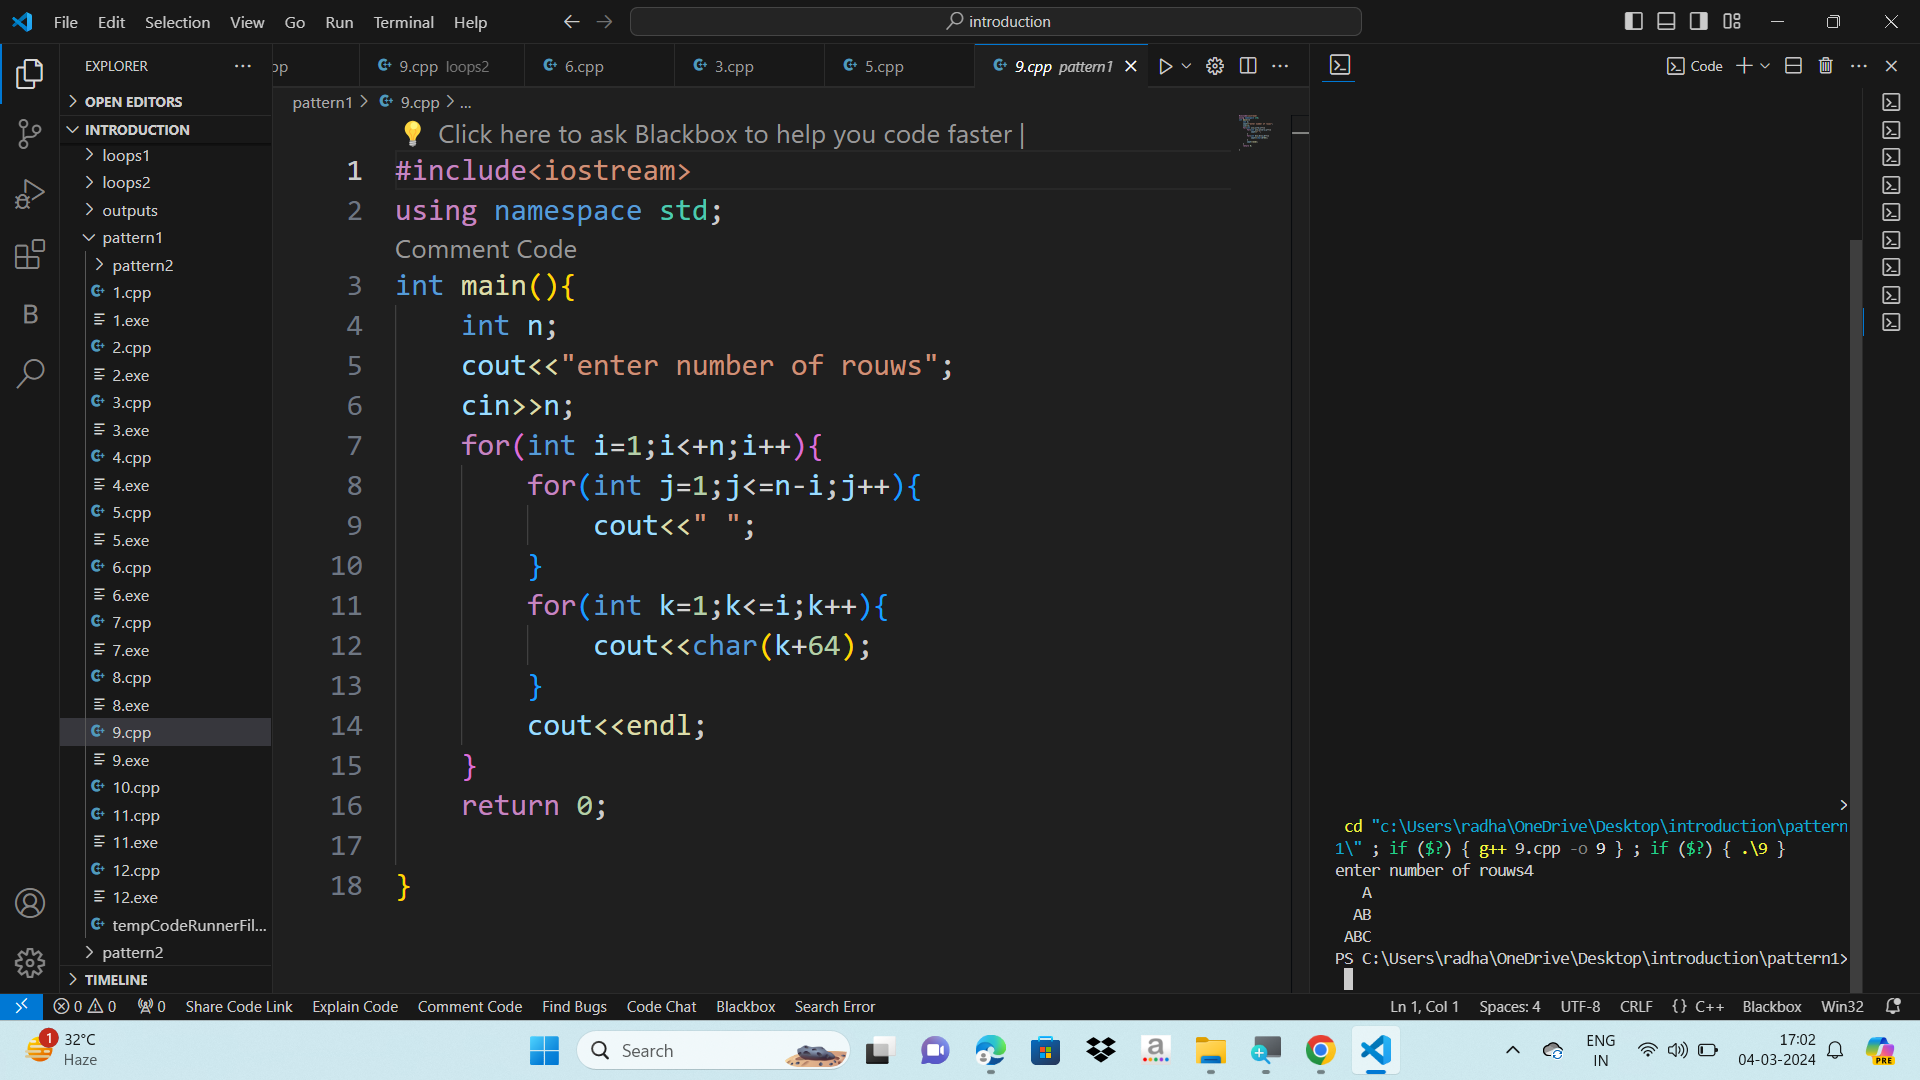 File Edit Selection View Go Run Terminal Help
introduction
EXPLORER
pp
9.cpp loops2
6.cpp
3.cpp
5.cpp
9.cpp pattern1
Code
OPEN EDITORS
INTRODUCTION
loops1
loops2
outputs
pattern1
pattern2
1.cpp
1.exe
2.cpp
2.exe
3.cpp
3.exe
4.cpp
4.exe
5.cpp
5.exe
6.cpp
6.exe
7.cpp
7.exe
8.cpp
8.exe
9.cpp
9.exe
10.cpp
11.cpp
11.exe
12.cpp
12.exe
tempCodeRunnerFil...
pattern2
TIMELINE
pattern1 > 9.cpp > ...
Click here to ask Blackbox to help you code faster |
1 #include<iostream>
2 using namespace std;
Comment Code
3 int main(){
4 int n;
5 cout<<"enter number of rouws";
6 cin>>n;
7 for(int i=1;i<+n;i++){
8 for(int j=1;j<=n-i;j++){
9 cout<<" ";
10 }
11 for(int k=1;k<=i;k++){
12 cout<<char(k+64);
13 }
14 cout<<endl;
15 }
16 return 0;
17
18 }
>
cd "c:\Users\radha\OneDrive\Desktop\introduction\pattern
1\" ; if ($?) { g++ 9.cpp -o 9 } ; if ($?) { .\9 }
enter number of rouws4
A
AB
ABC
PS C:\Users\radha\OneDrive\Desktop\introduction\pattern1>
0 0 0 Share Code Link Explain Code Comment Code Find Bugs Code Chat Blackbox Search Error
Ln 1, Col 1 Spaces: 4 UTF-8 CRLF {} C++ Blackbox Win32
1 32°C
Haze
Search
a
PRE
ENG
IN
17:02
04-03-2024